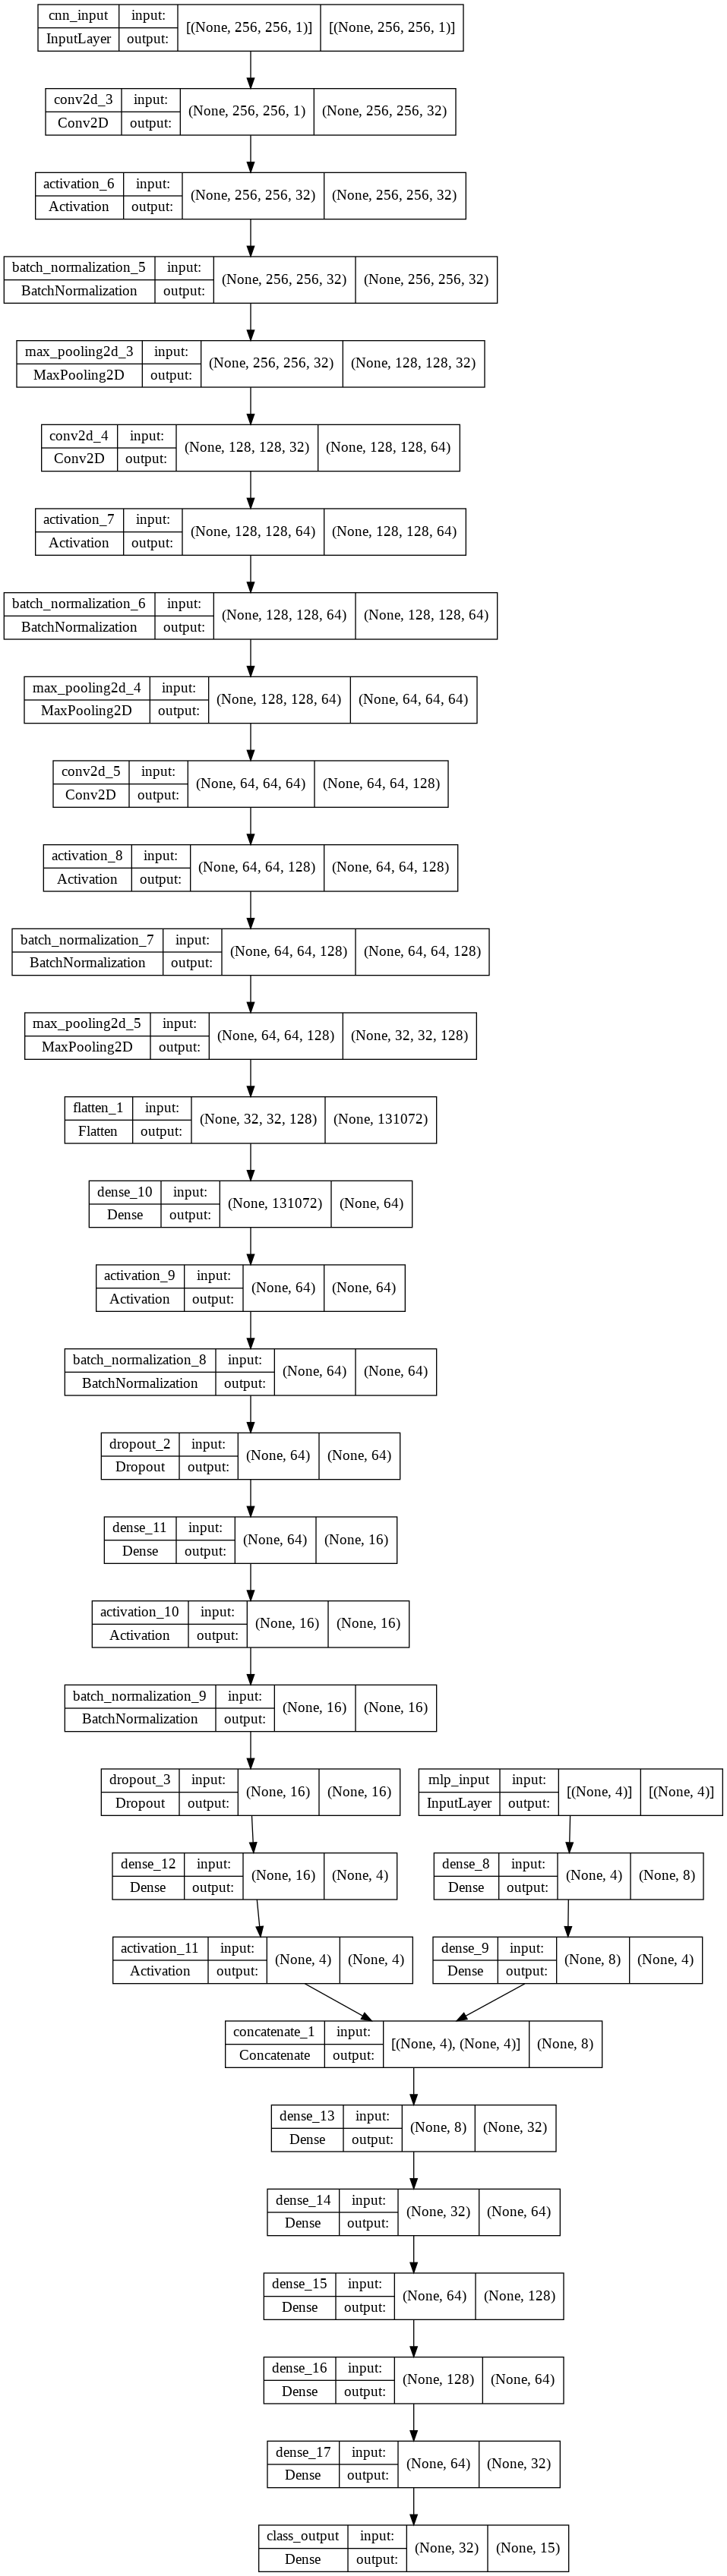 cnn_input input: [(None, 256, 256, 1)] [(None, 256, 256, 1)]
InputLayer output:
conv2d_3 input: (None, 256, 256, 1) (None, 256, 256, 32)
Conv2D output:
activation_6 input: (None, 256, 256, 32) (None, 256, 256, 32)
Activation output:
batch_normalization_5 input: (None, 256, 256, 32) (None, 256, 256, 32)
BatchNormalization output:
max_pooling2d_3 input: (None, 256, 256, 32) (None, 128, 128, 32)
MaxPooling2D output:
conv2d_4 input: (None, 128, 128, 32) (None, 128, 128, 64)
Conv2D output:
activation_7 input: (None, 128, 128, 64) (None, 128, 128, 64)
Activation output:
batch_normalization_6 input: (None, 128, 128, 64) (None, 128, 128, 64)
BatchNormalization output:
max_pooling2d_4 input: (None, 128, 128, 64) (None, 64, 64, 64)
MaxPooling2D output:
conv2d_5 input: (None, 64, 64, 64) (None, 64, 64, 128)
Conv2D output:
activation_8 input: (None, 64, 64, 128) (None, 64, 64, 128)
Activation output:
batch_normalization_7 input: (None, 64, 64, 128) (None, 64, 64, 128)
BatchNormalization output:
max_pooling2d_5 input: (None, 64, 64, 128) (None, 32, 32, 128)
MaxPooling2D output:
flatten_1 input: (None, 32, 32, 128) (None, 131072)
Flatten output:
dense_10 input: (None, 131072) (None, 64)
Dense output:
activation_9 input: (None, 64) (None, 64)
Activation output:
batch_normalization_8 input: (None, 64) (None, 64)
BatchNormalization output:
dropout_2 input: (None, 64) (None, 64)
Dropout output:
dense_11 input: (None, 64) (None, 16)
Dense output:
activation_10 input: (None, 16) (None, 16)
Activation output:
batch_normalization_9 input: (None, 16) (None, 16)
BatchNormalization output:
dropout_3 input: (None, 16) (None, 16)
Dropout output:
mlp_input input: [(None, 4)] [(None, 4)]
InputLayer output:
dense_12 input: (None, 16) (None, 4)
Dense output:
dense_8 input: (None, 4) (None, 8)
Dense output:
activation_11 input: (None, 4) (None, 4)
Activation output:
dense_9 input: (None, 8) (None, 4)
Dense output:
concatenate_1 input: [(None, 4), (None, 4)] (None, 8)
Concatenate output:
dense_13 input: (None, 8) (None, 32)
Dense output:
dense_14 input: (None, 32) (None, 64)
Dense output:
dense_15 input: (None, 64) (None, 128)
Dense output:
dense_16 input: (None, 128) (None, 64)
Dense output:
dense_17 input: (None, 64) (None, 32)
Dense output:
class_output input: (None, 32) (None, 15)
Dense output: